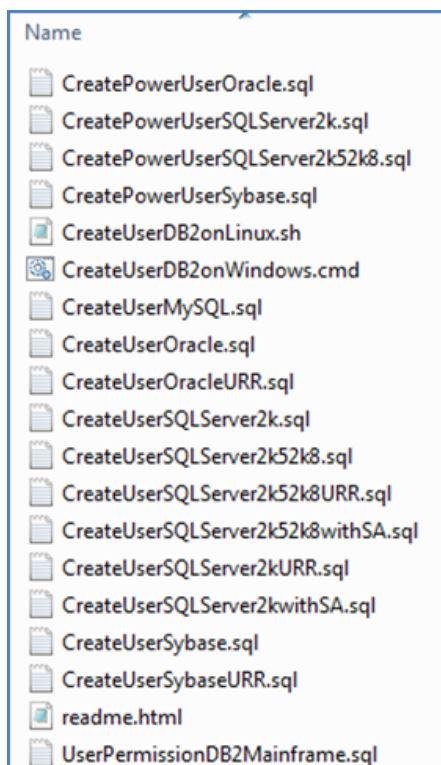 Name
CreatePowerUserOracle.sql
CreatePowerUserSQLServer2k.sql
CreatePowerUserSQLServer2k52k8.sql
CreatePowerUserSybase.sql
CreateUserDB2onLinux.sh
CreateUserDB2onWindows.cmd
CreateUserMySQL.sql
CreateUserOracle.sql
CreateUserOracleURR.sql
CreateUserSQLServer2k.sql
CreateUserSQLServer2k52k8.sql
CreateUserSQLServer2k52k8URR.sql
CreateUserSQLServer2k52k8withSA.sql
CreateUserSQLServer2kURR.sql
CreateUserSQLServer2kwithSA.sql
CreateUserSybase.sql
CreateUserSybaseURR.sql
readme.html
UserPermissionDB2Mainframe.sql